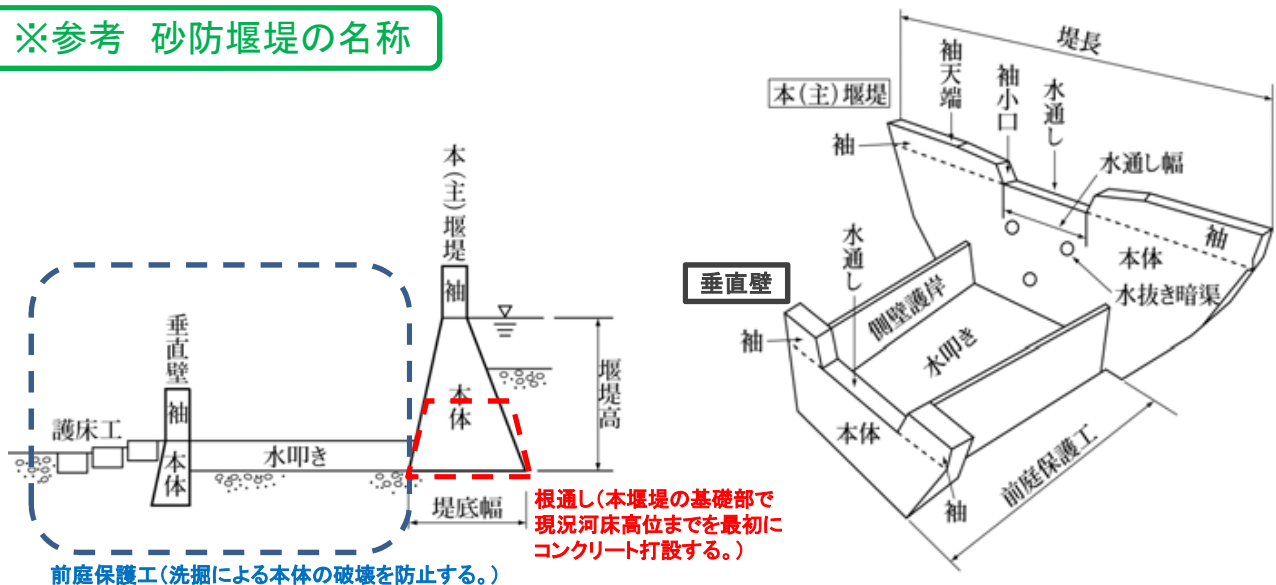 ※参考 砂防堰堤の名称
本(主)堰堤
袖
本体
堰堤高
堤底幅
垂直壁
袖
本体
護床工
水叩き
根通し(本堰堤の基礎部で
現況河床高位までを最初に
コンクリート打設する。)
前庭保護工(洗掘による本体の破壊を防止する。)
堤長
本(主)堰堤
袖天端
袖小口
水通し
袖
水通し幅
袖
本体
水抜き暗渠
垂直壁
水通し
側壁護岸
水叩き
袖
本体
袖
前庭保護工